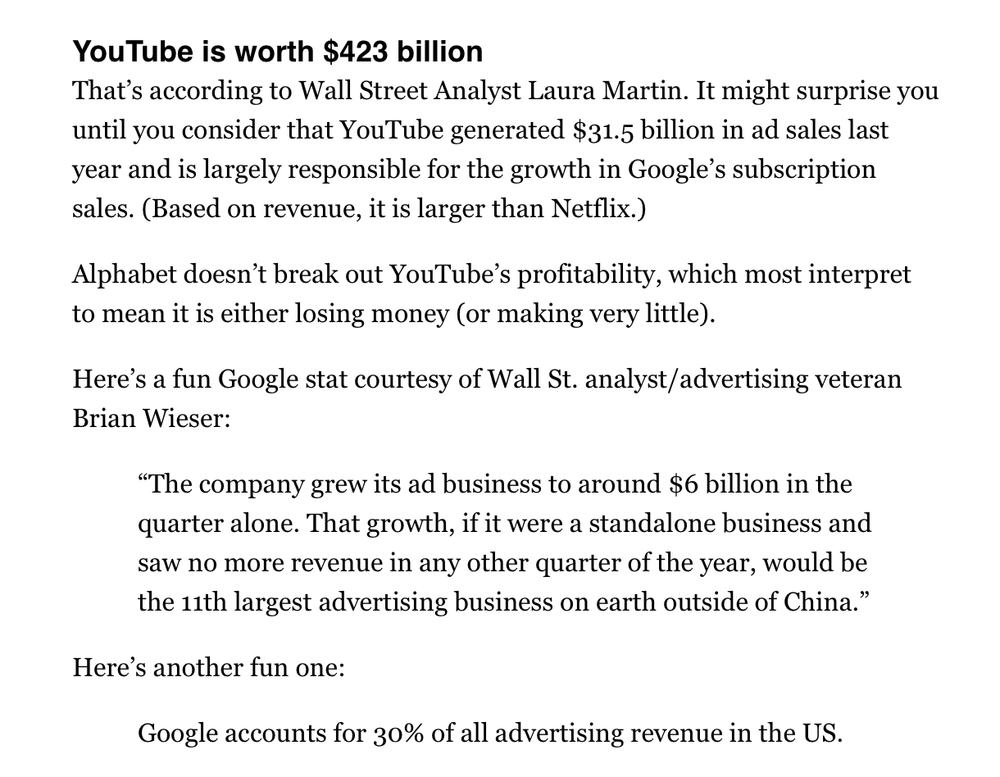 YouTube is worth $423 billion
That’s according to Wall Street Analyst Laura Martin. It might surprise you
until you consider that YouTube generated $31.5 billion in ad sales last
year and is largely responsible for the growth in Google’s subscription
sales. (Based on revenue, it is larger than Netflix.)
Alphabet doesn’t break out YouTube’s profitability, which most interpret
to mean it is either losing money (or making very little).
Here’s a fun Google stat courtesy of Wall St. analyst/advertising veteran
Brian Wieser:
“The company grew its ad business to around $6 billion in the
quarter alone. That growth, if it were a standalone business and
saw no more revenue in any other quarter of the year, would be
the 11th largest advertising business on earth outside of China.”
Here’s another fun one:
Google accounts for 30% of all advertising revenue in the US.